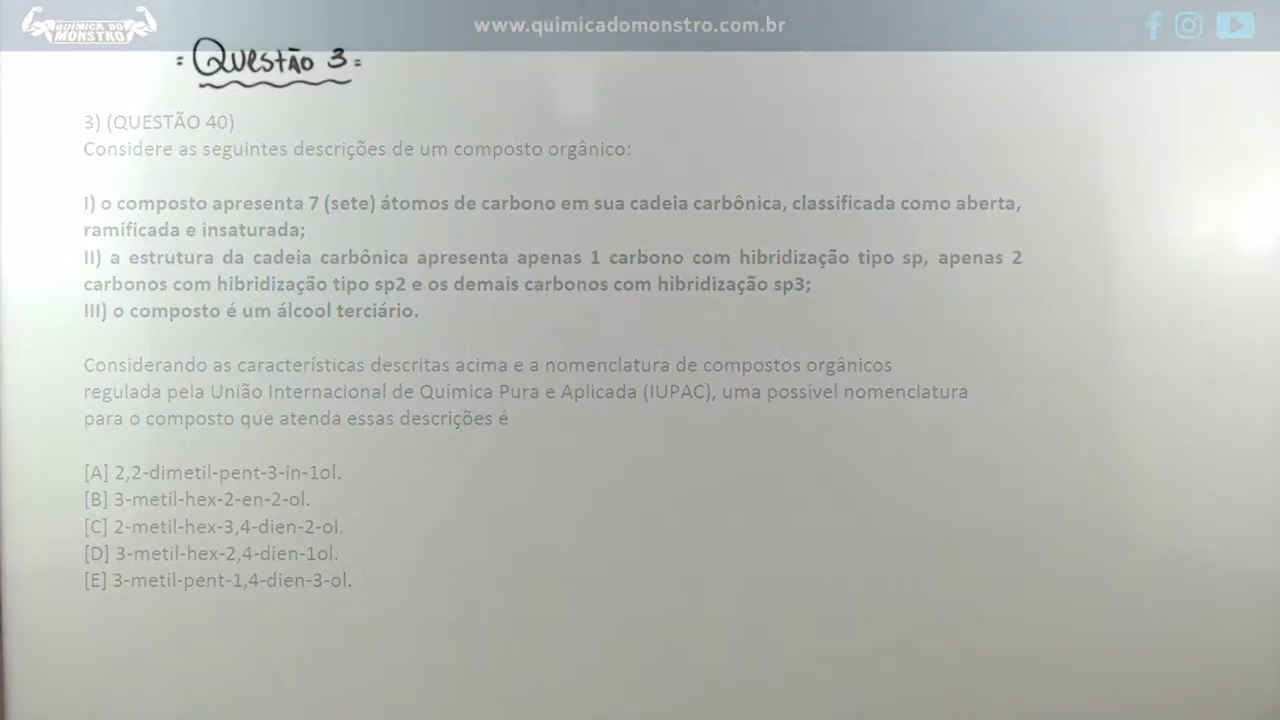 QUÍMICA DO
MONSTRO
www.quimicadomonstro.com.br
= Questão 3 =
3) (QUESTÃO 40)
Considere as seguintes descrições de um composto orgânico:
I) o composto apresenta 7 (sete) átomos de carbono em sua cadeia carbônica, classificada como aberta,
ramificada e insaturada;
II) a estrutura da cadeia carbônica apresenta apenas 1 carbono com hibridização tipo sp, apenas 2
carbonos com hibridização tipo sp2 e os demais carbonos com hibridização sp3;
III) o composto é um álcool terciário.
Considerando as características descritas acima e a nomenclatura de compostos orgânicos
regulada pela União Internacional de Química Pura e Aplicada (IUPAC), uma possível nomenclatura
para o composto que atenda essas descrições é
[A] 2,2-dimetil-pent-3-in-1ol.
[B] 3-metil-hex-2-en-2-ol.
[C] 2-metil-hex-3,4-dien-2-ol.
[D] 3-metil-hex-2,4-dien-1ol.
[E] 3-metil-pent-1,4-dien-3-ol.